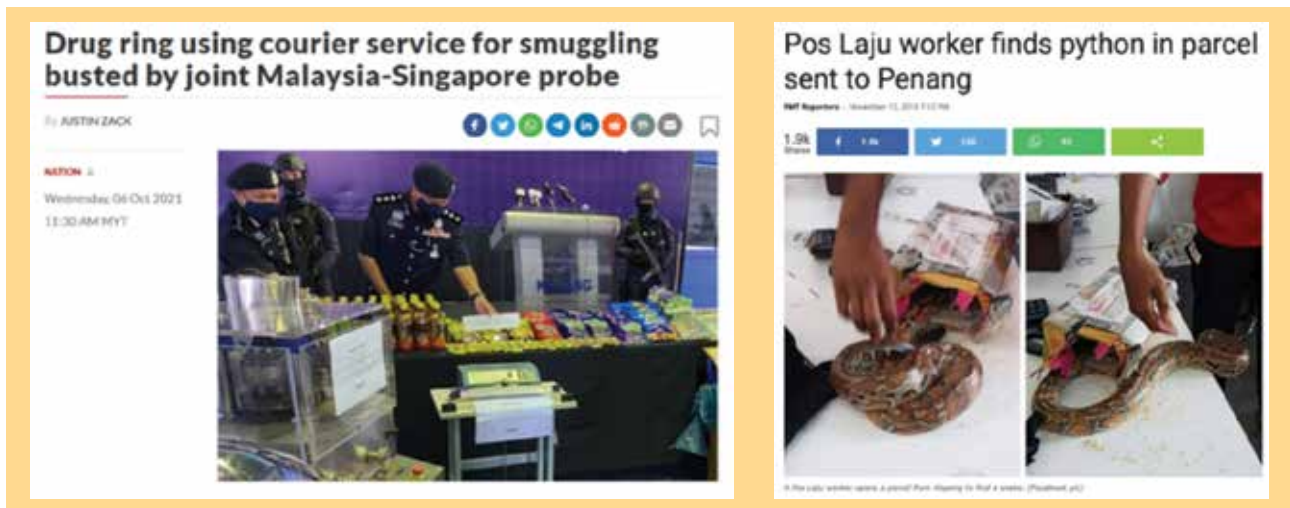 Drug ring using courier service for smuggling
busted by joint Malaysia-Singapore probe
By JUSTIN ZACK
NATION
Wednesday, 06 Oct 2021
11:30 AM MYT
Pos Laju worker finds python in parcel
sent to Penang
FMT Reporters -
1.9k
Shares
1.8k